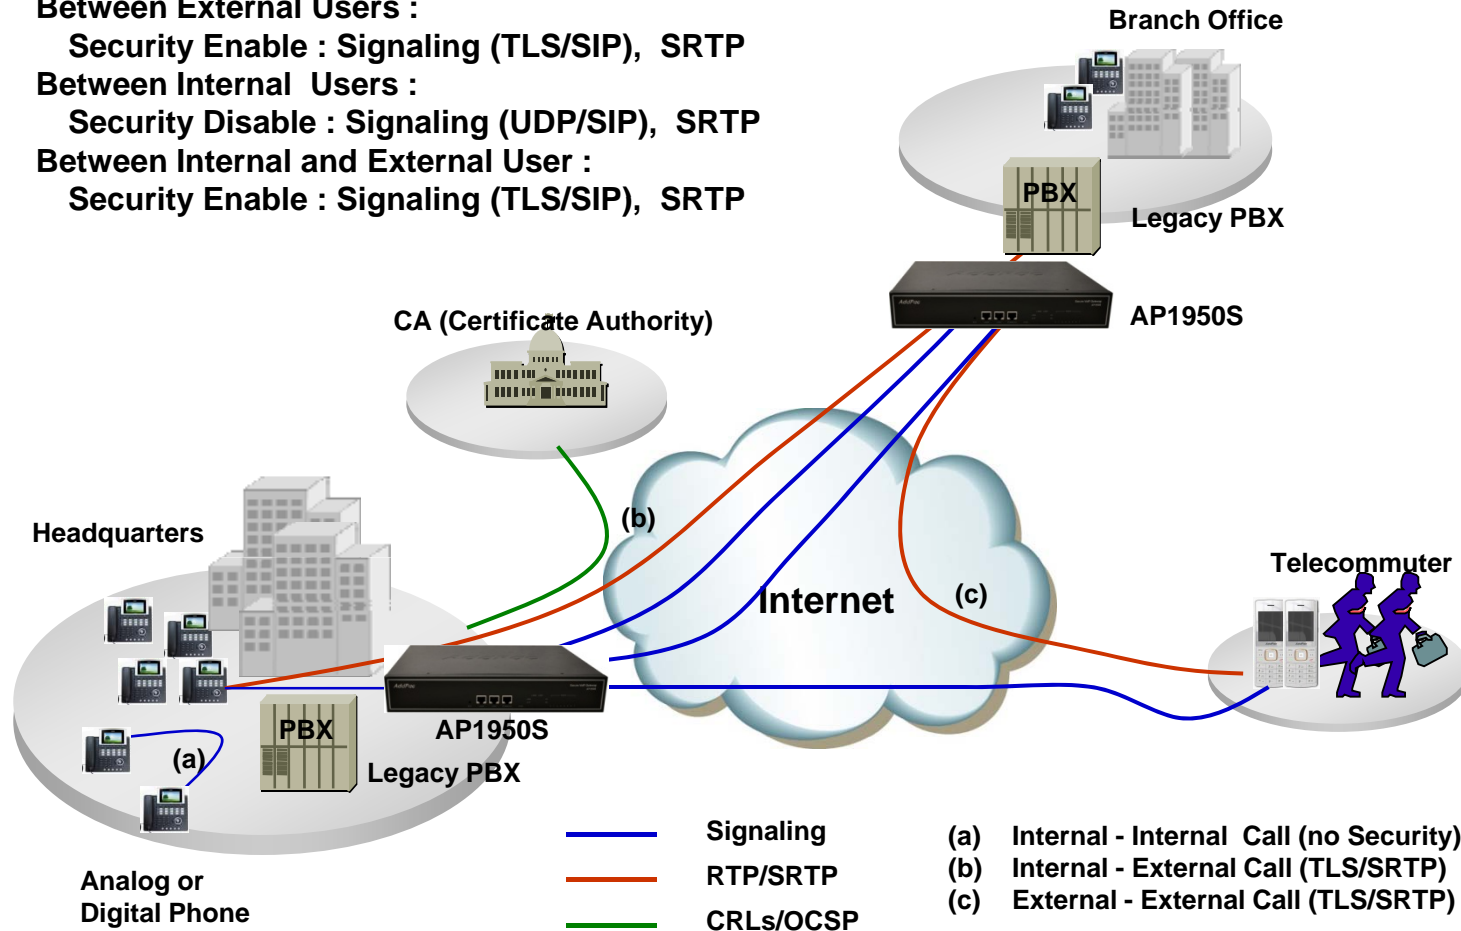 Between External Users :
Security Enable : Signaling (TLS/SIP),  SRTP
Between Internal  Users :
Security Disable : Signaling (UDP/SIP),  SRTP
Between Internal and External User :
Security Enable : Signaling (TLS/SIP),  SRTP
Branch Office
PBX
Legacy PBX
AP1950S
CA (Certificate Authority)
Headquarters
(b)
Internet
(c)
Telecommuter
(a)
PBX
AP1950S
Legacy PBX
Analog or
Digital Phone
Signaling
RTP/SRTP
CRLs/OCSP
(a) Internal - Internal  Call (no Security)
(b) Internal - External Call (TLS/SRTP)
(c) External - External Call (TLS/SRTP)